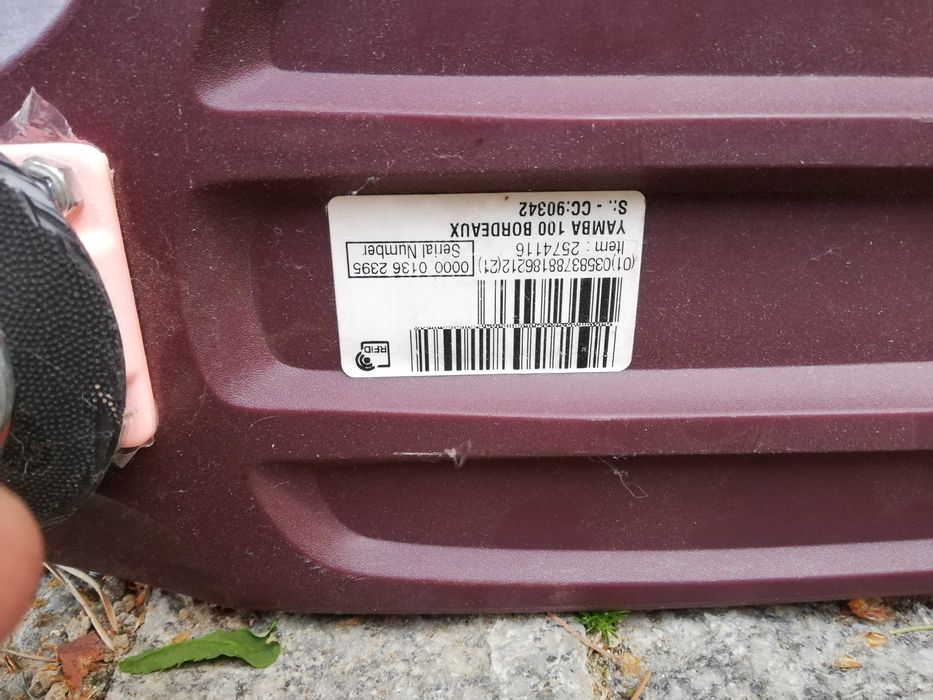 RFID
(01)03583788186212(21)
Item : 2574116
0000 0136 2395
Serial Number
YAMBA 100 BORDEAUX
S:. - CC:90342